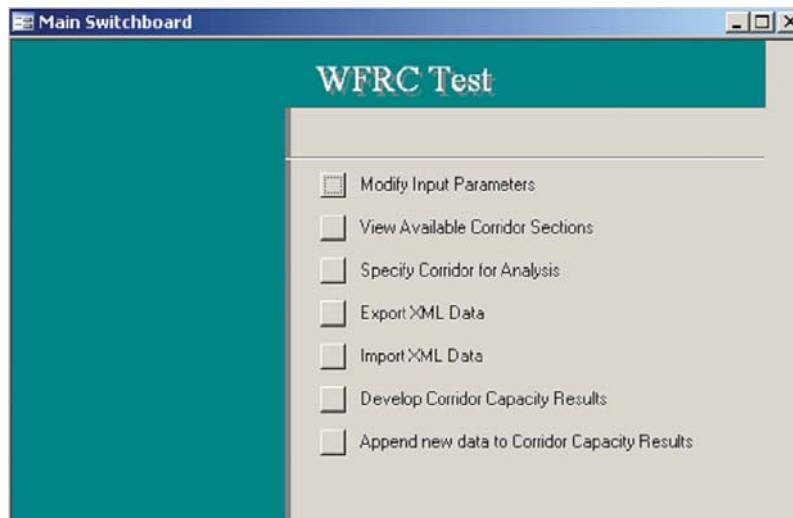 Main Switchboard
WFRC Test
Modify Input Parameters
View Available Corridor Sections
Specify Corridor for Analysis
Export XML Data
Import XML Data
Develop Corridor Capacity Results
Append new data to Corridor Capacity Results